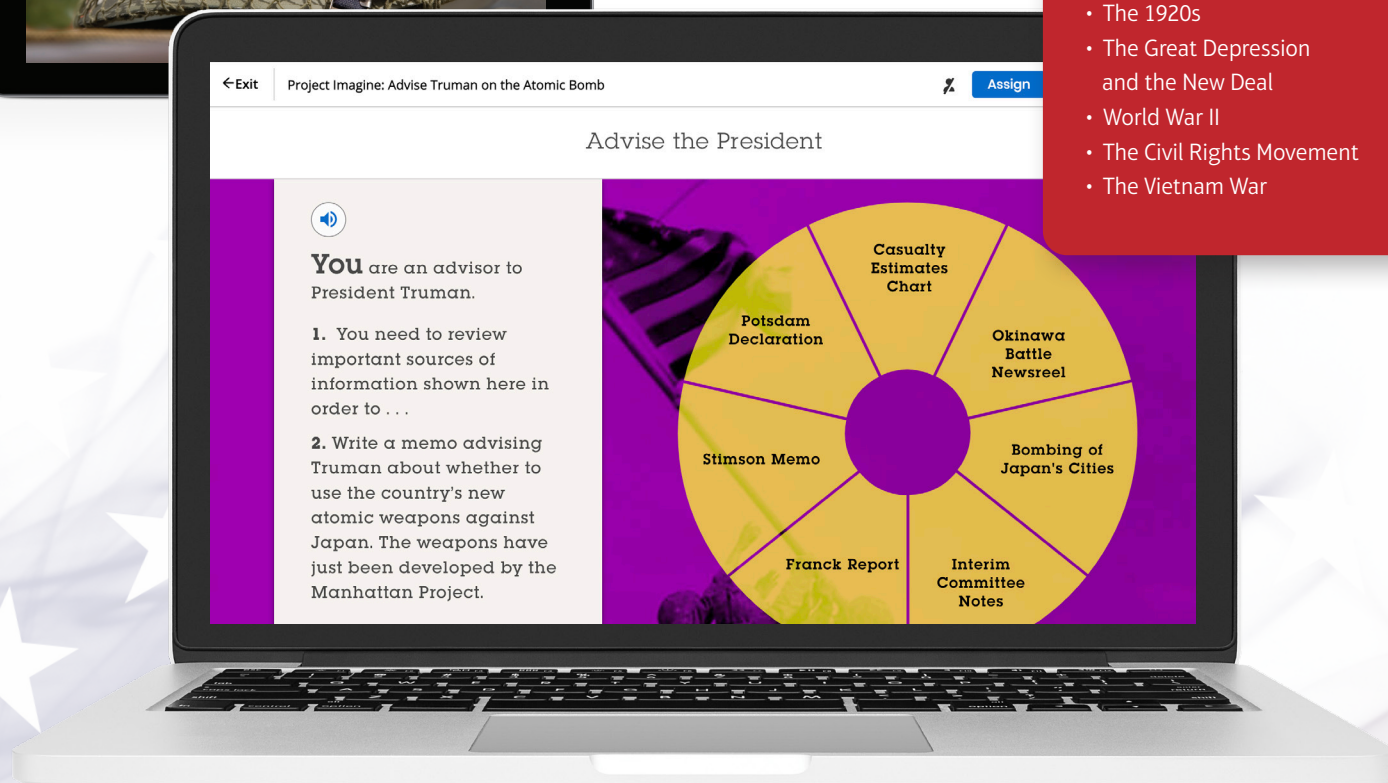 • The 1920s
• The Great Depression
and the New Deal
• World War II
• The Civil Rights Movement
• The Vietnam War
←Exit
Project Imagine: Advise Truman on the Atomic Bomb
Assign
Advise the President
You are an advisor to
President Truman.
1. You need to review
important sources of
information shown here in
order to . . .
2. Write a memo advising
Truman about whether to
use the country's new
atomic weapons against
Japan. The weapons have
just been developed by the
Manhattan Project.
Casualty
Estimates
Chart
Okinawa
Battle
Newsreel
Bombing of
Japan's Cities
Interim
Committee
Notes
Franck Report
Stimson Memo
Potsdam
Declaration
control
option
option
return
shift